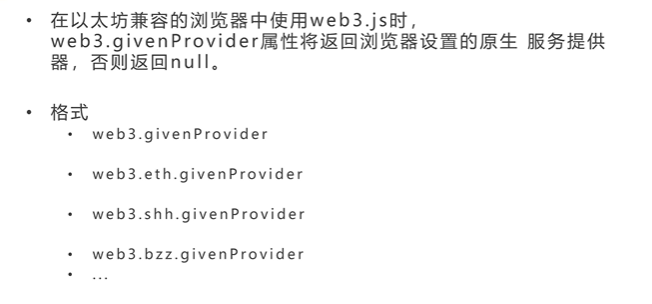 • 在以太坊兼容的浏览器中使用web3.js时，
web3.givenProvider属性将返回浏览器设置的原生 服务提供
器，否则返回null。
• 格式
• web3.givenProvider
• web3.eth.givenProvider
• web3.shh.givenProvider
• web3.bzz.givenProvider
• ...